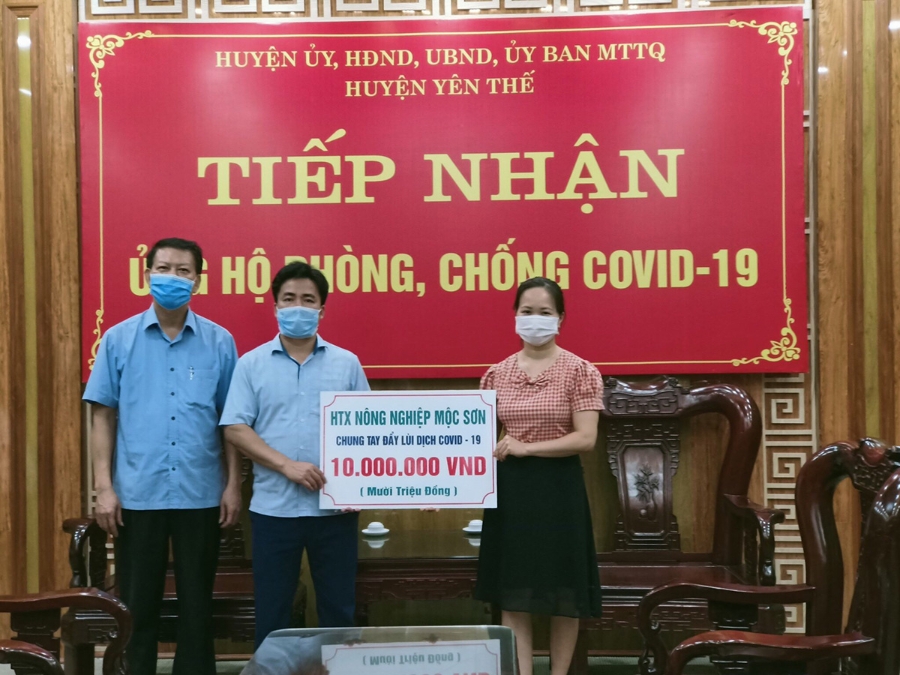 HUYỆN ỦY, HĐND, UBND, ỦY BAN MTTQ
HUYỆN YÊN THẾ
TIẾP NHẬN
ỦNG HỘ PHÒNG, CHỐNG COVID-19
HTX NÔNG NGHIỆP MỘC SƠN
CHUNG TAY ĐẨY LÙI DỊCH COVID - 19
10.000.000 VND
( Mười Triệu Đồng )